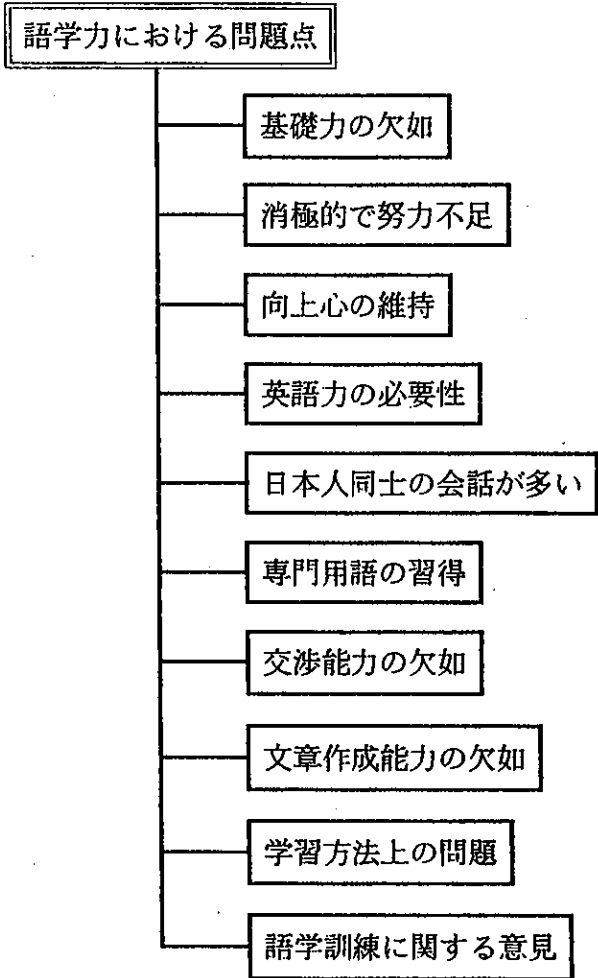 語学力における問題点
基礎力の欠如
消極的で努力不足
向上心の維持
英語力の必要性
日本人同士の会話が多い
専門用語の習得
交渉能力の欠如
文章作成能力の欠如
学習方法上の問題
語学訓練に関する意見